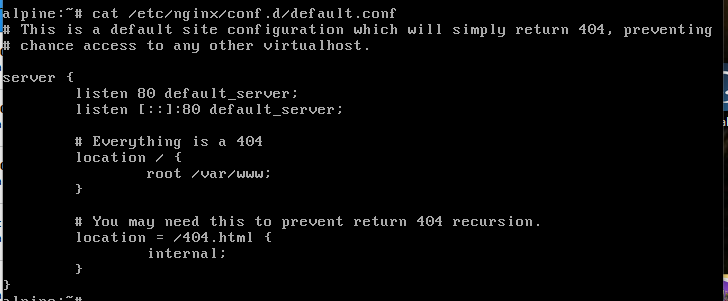 alpine:~# cat /etc/nginx/conf.d/default.conf
# This is a default site configuration which will simply return 404, preventing
# chance access to any other virtualhost.

server {
        listen 80 default_server;
        listen [::]:80 default_server;

        # Everything is a 404
        location / {
                root /var/www;
        }

        # You may need this to prevent return 404 recursion.
        location = /404.html {
                internal;
        }
}
alpine:~#